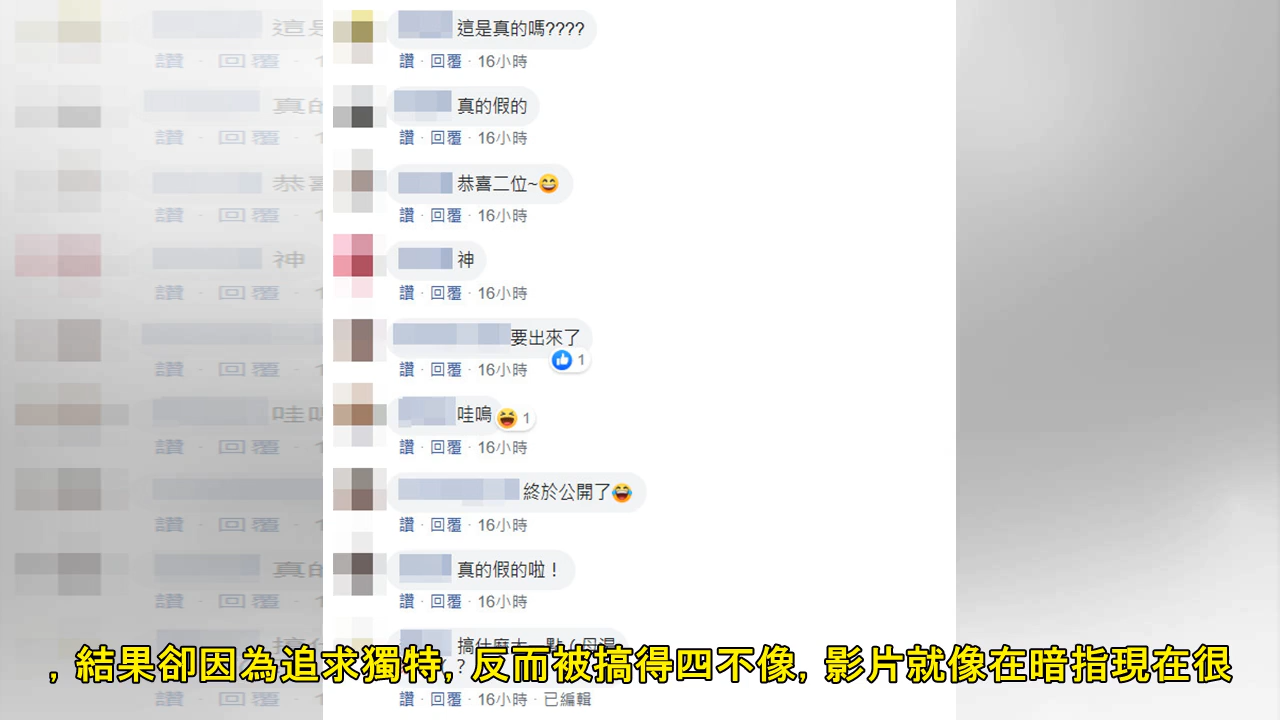 這是真的嗎????
讚 · 回覆 · 16小時
真的假的
讚 · 回覆 · 16小時
恭喜二位~😄
讚 · 回覆 · 16小時
神
讚 · 回覆 · 16小時
要出來了
讚 · 回覆 · 16小時 1
哇嗚 1
讚 · 回覆 · 16小時
終於公開了😂
讚 · 回覆 · 16小時
真的假的啦！
讚 · 回覆 · 16小時
, 結果卻因為追求獨特, 反而被搞得四不像, 影片就像在暗指現在很
讚 · 回覆 · 16小時 · 已編輯